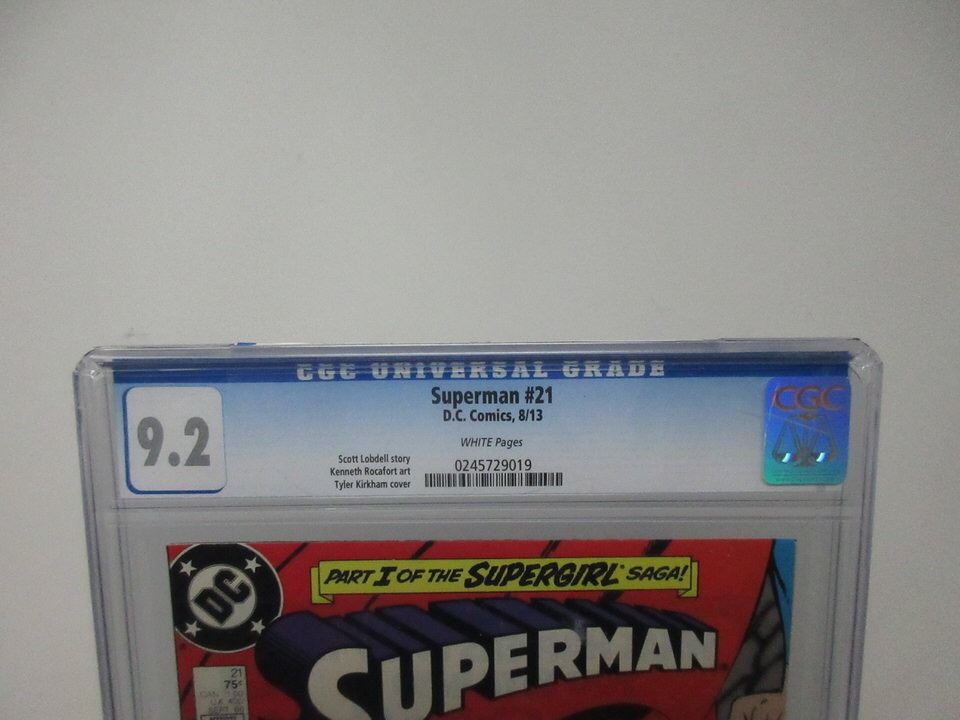 CGC UNIVERSAL GRADE
9.2
Superman #21
D.C. Comics, 8/13
WHITE Pages
Scott Lobdell story
Kenneth Rocafort art
Tyler Kirkham cover
0245729019
CGC
DC
PART I OF THE SUPERGIRL SAGA!
SUPERMAN
21
75¢